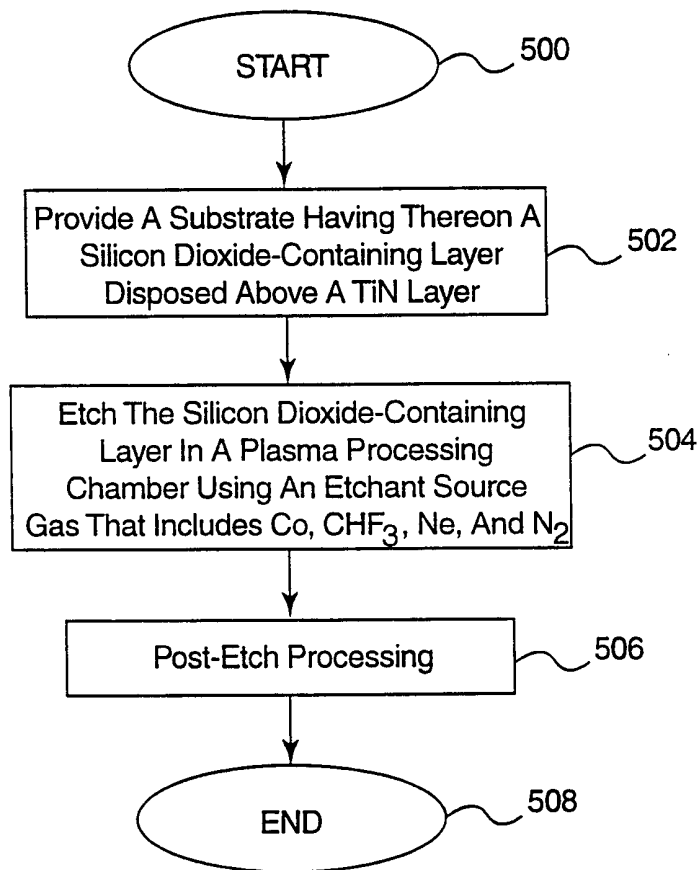 START
500
Provide A Substrate Having Thereon A
Silicon Dioxide-Containing Layer
Disposed Above A TiN Layer
502
Etch The Silicon Dioxide-Containing
Layer In A Plasma Processing
Chamber Using An Etchant Source
Gas That Includes Co, CHF3, Ne, And N2
504
Post-Etch Processing
506
END
508